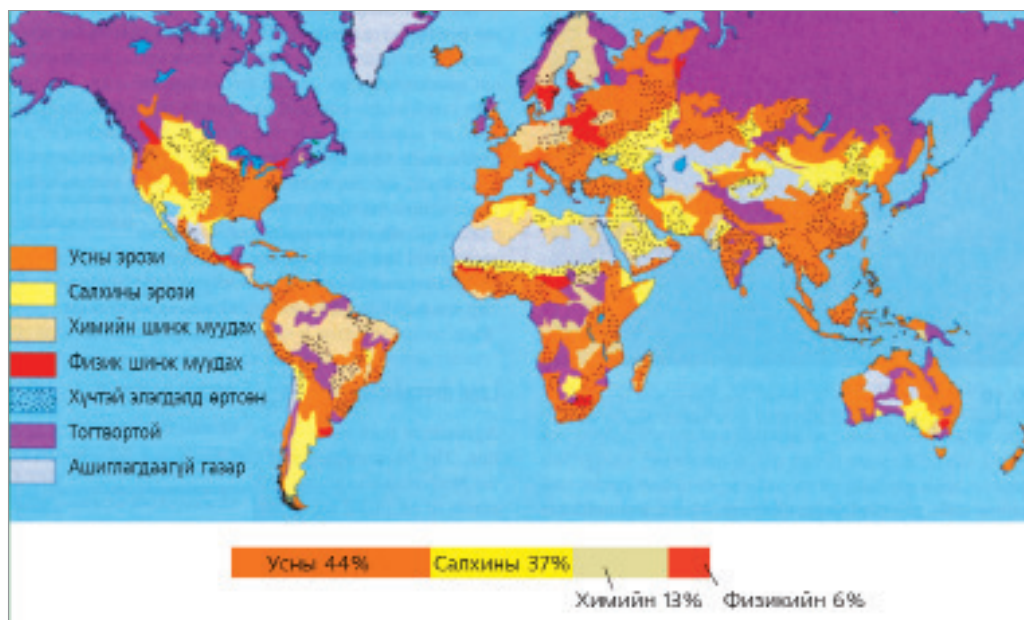 Усны эрози
Салхины эрози
Химийн шинж муудах
Физик шинж муудах
Хүчтэй элэгдэлд өртсөн
Тогтвортой
Ашиглагдаагүй газар
Усны 44%
Салхины 37%
Химийн 13%
Физикийн 6%